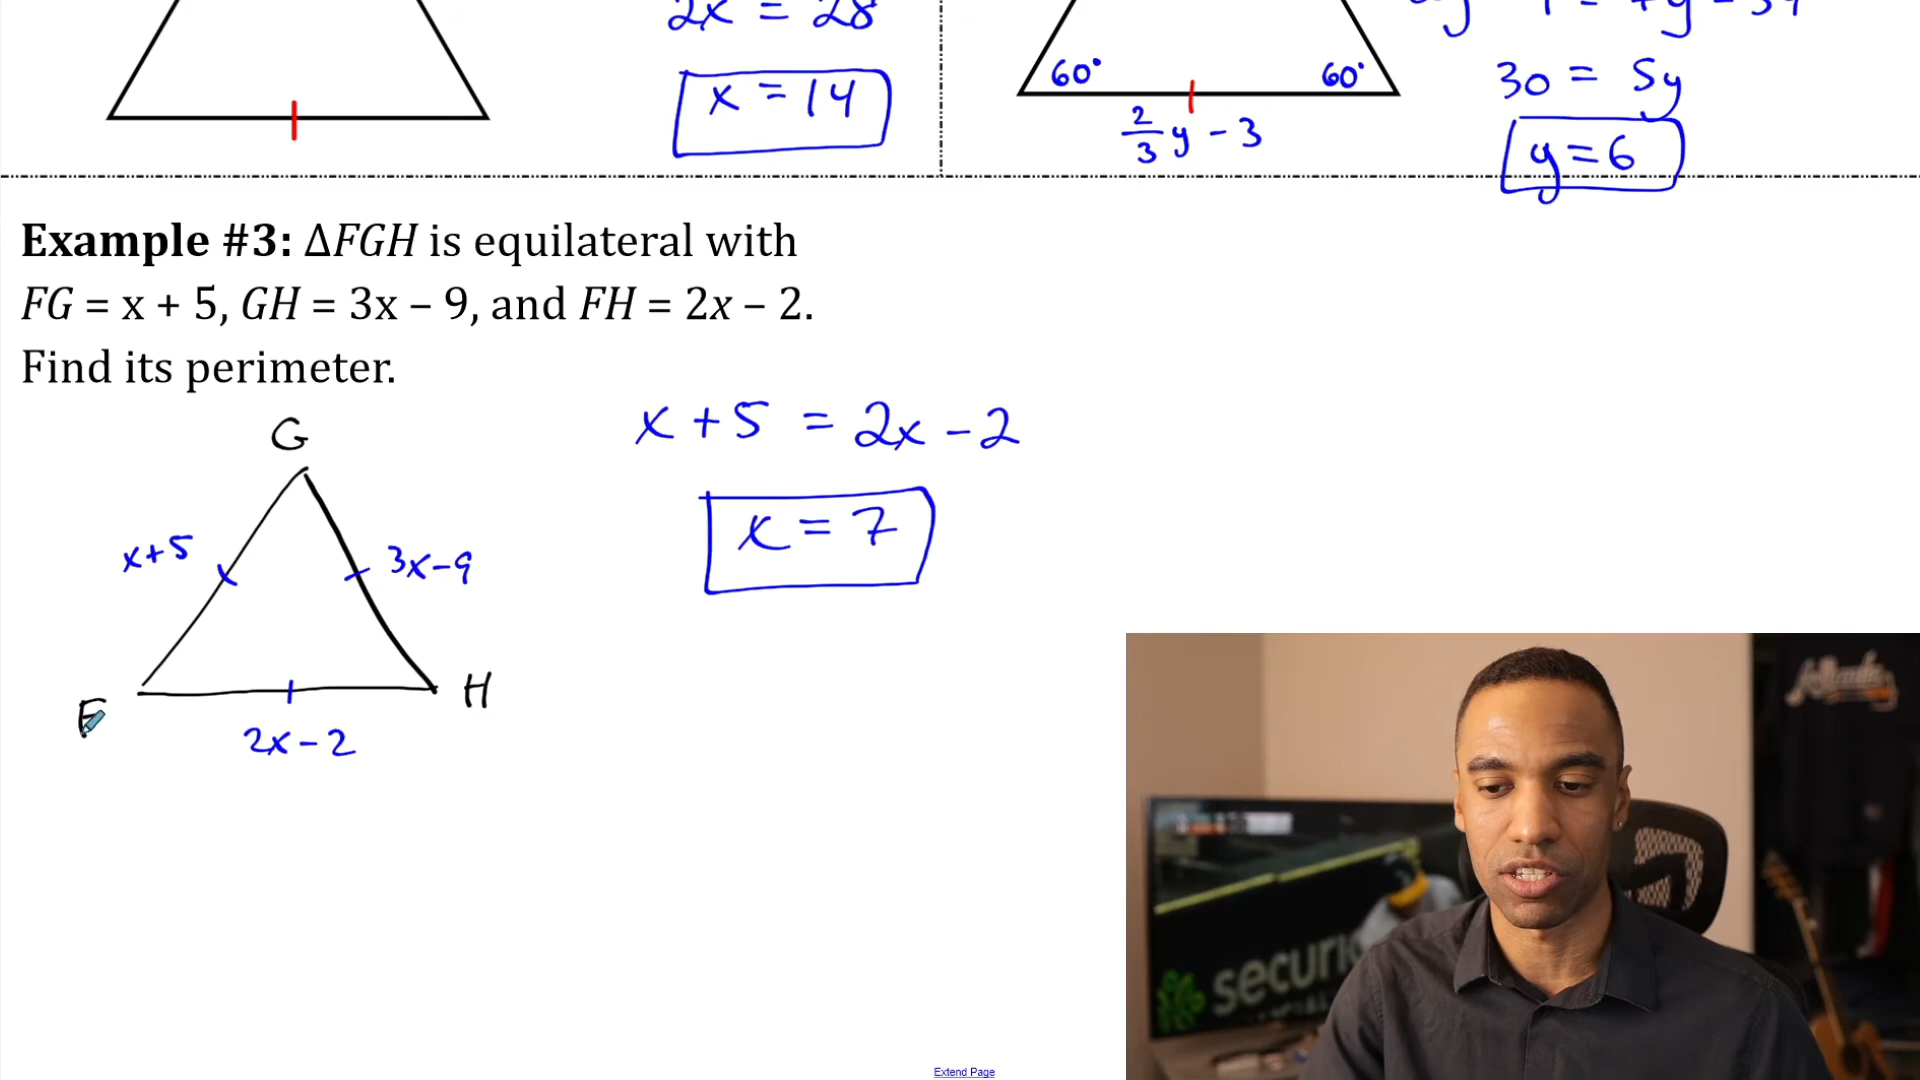 2x = 28
x = 14
60°
60°
2/3 y - 3
30 = 5y
y = 6
Example #3: ΔFGH is equilateral with
FG = x + 5, GH = 3x – 9, and FH = 2x – 2.
Find its perimeter.
G
x+5
3x-9
F
H
2x-2
x + 5 = 2x - 2
x = 7
Extend Page